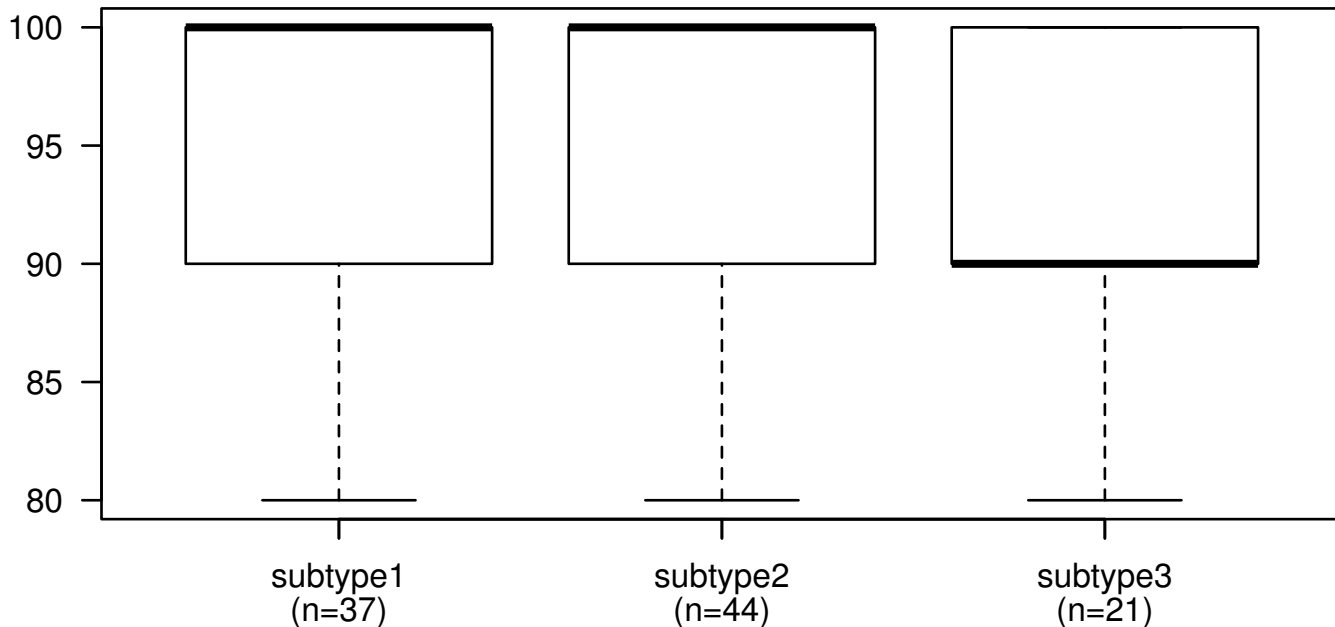 100
95
90
85
80
subtype1
(n=37)
subtype2
(n=44)
subtype3
(n=21)